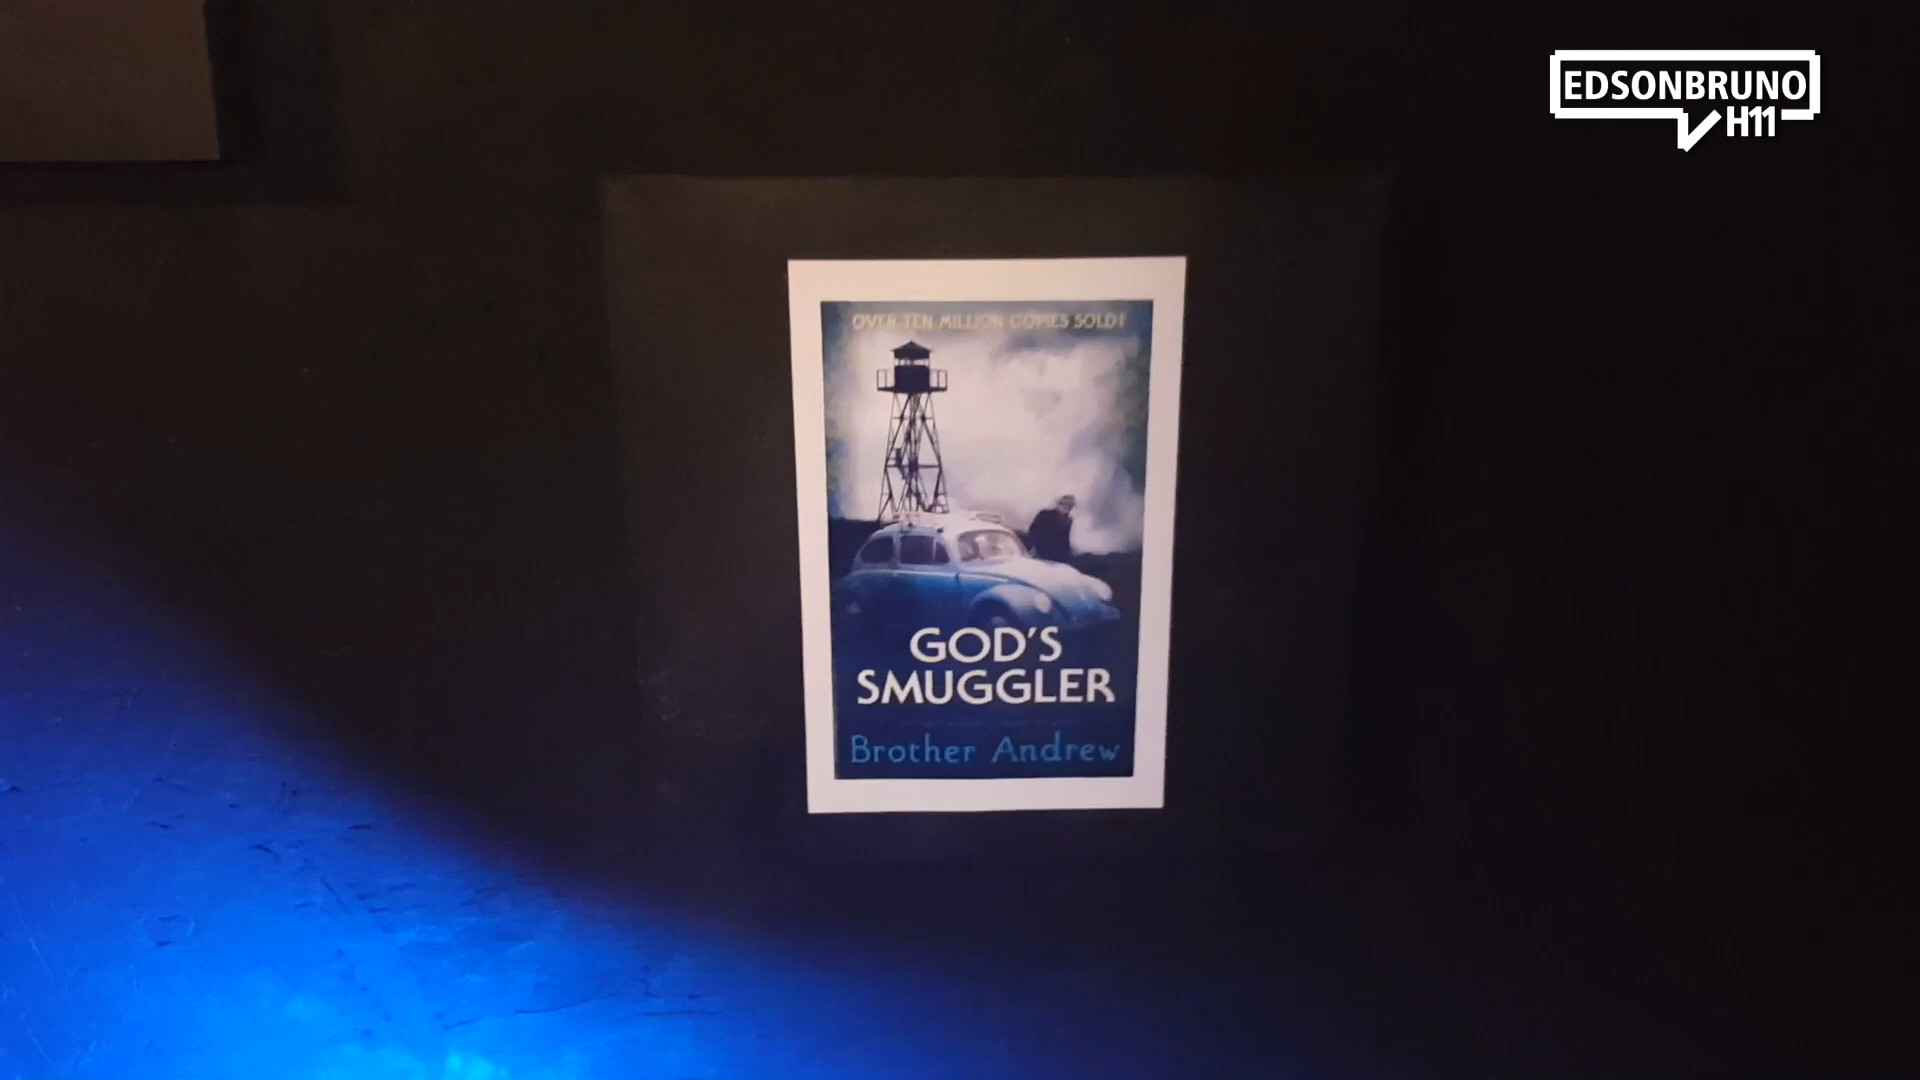 EDSONBRUNO
H11
OVER TEN MILLION COPIES SOLD!
GOD'S
SMUGGLER
Brother Andrew